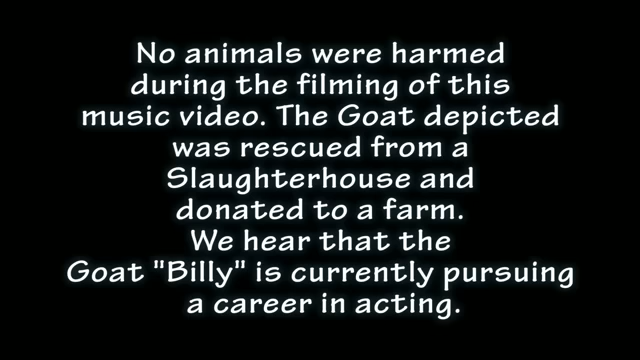 No animals were harmed
during the filming of this
music video. The Goat depicted
was rescued from a
Slaughterhouse and
donated to a farm.
We hear that the
Goat "Billy" is currently pursuing
a career in acting.